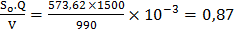 S₀.Q/V = 573,62 ×1500/990 × 10⁻³ = 0,87